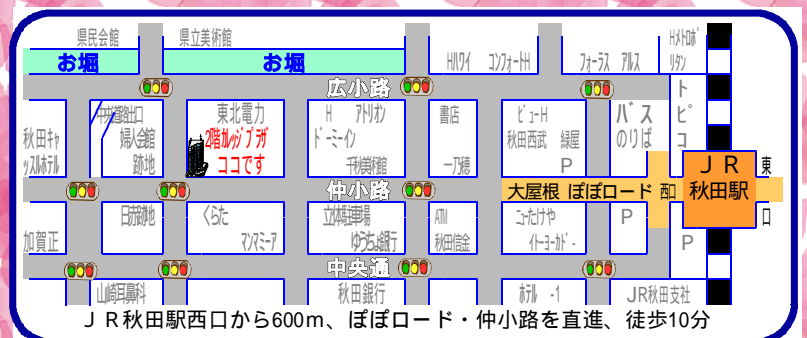 県民会館
県立美術館
お堀
お堀
Hハワイ コンフォートH
フォーラス アルス
Hメトロポ
リタン
広小路
中央道路出口
婦人会館
跡地
東北電力
2階カレッジプラザ
ココです
H アトリオン
ドーミーイン
千秋美術館
書店
一乃穂
ビューH
秋田西武 緑屋
P
バス
のりば
トピコ
秋田キャ
ッスルホテル
仲小路
大屋根 ぽぽロード 西口
JR
秋田駅
東口
加賀正
日赤跡地
くらた
マンマミーア
立体駐車場
ゆうちょ銀行
ATM
秋田信金
ニューたけや
イトーヨーカドー
P
P
中央通
山崎耳鼻科
秋田銀行
ホテル -1
JR秋田支社
JR秋田駅西口から600m、ぽぽロード・仲小路を直進、徒歩10分